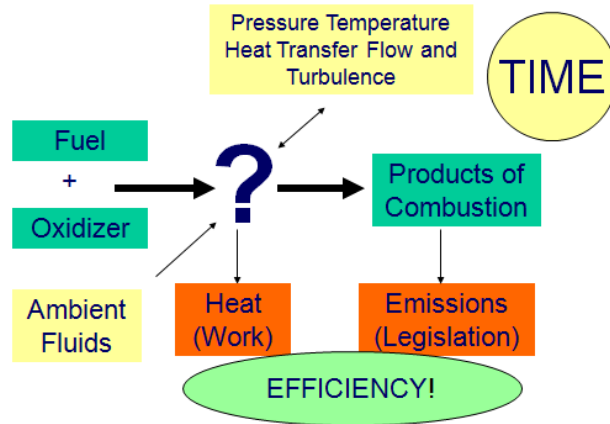 Pressure Temperature
Heat Transfer Flow and
Turbulence
TIME
Fuel
+
Oxidizer
?
Products of
Combustion
Ambient
Fluids
Heat
(Work)
Emissions
(Legislation)
EFFICIENCY!